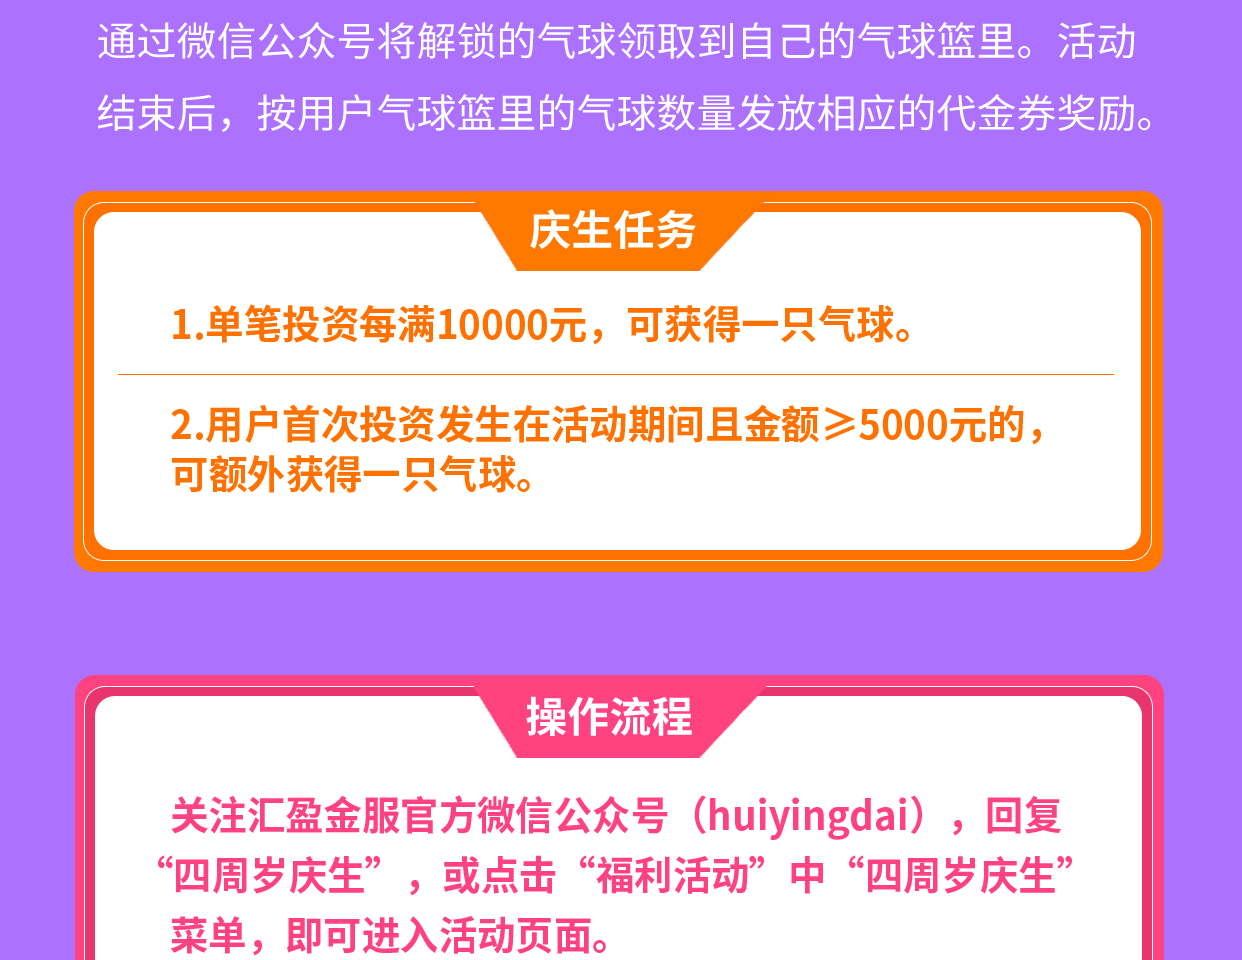 通过微信公众号将解锁的气球领取到自己的气球篮里。活动
结束后，按用户气球篮里的气球数量发放相应的代金券奖励。
庆生任务
1.单笔投资每满10000元，可获得一只气球。
2.用户首次投资发生在活动期间且金额≥5000元的，
可额外获得一只气球。
操作流程
关注汇盈金服官方微信公众号（huiyingdai），回复
“四周岁庆生”，或点击“福利活动”中“四周岁庆生”
菜单，即可进入活动页面。